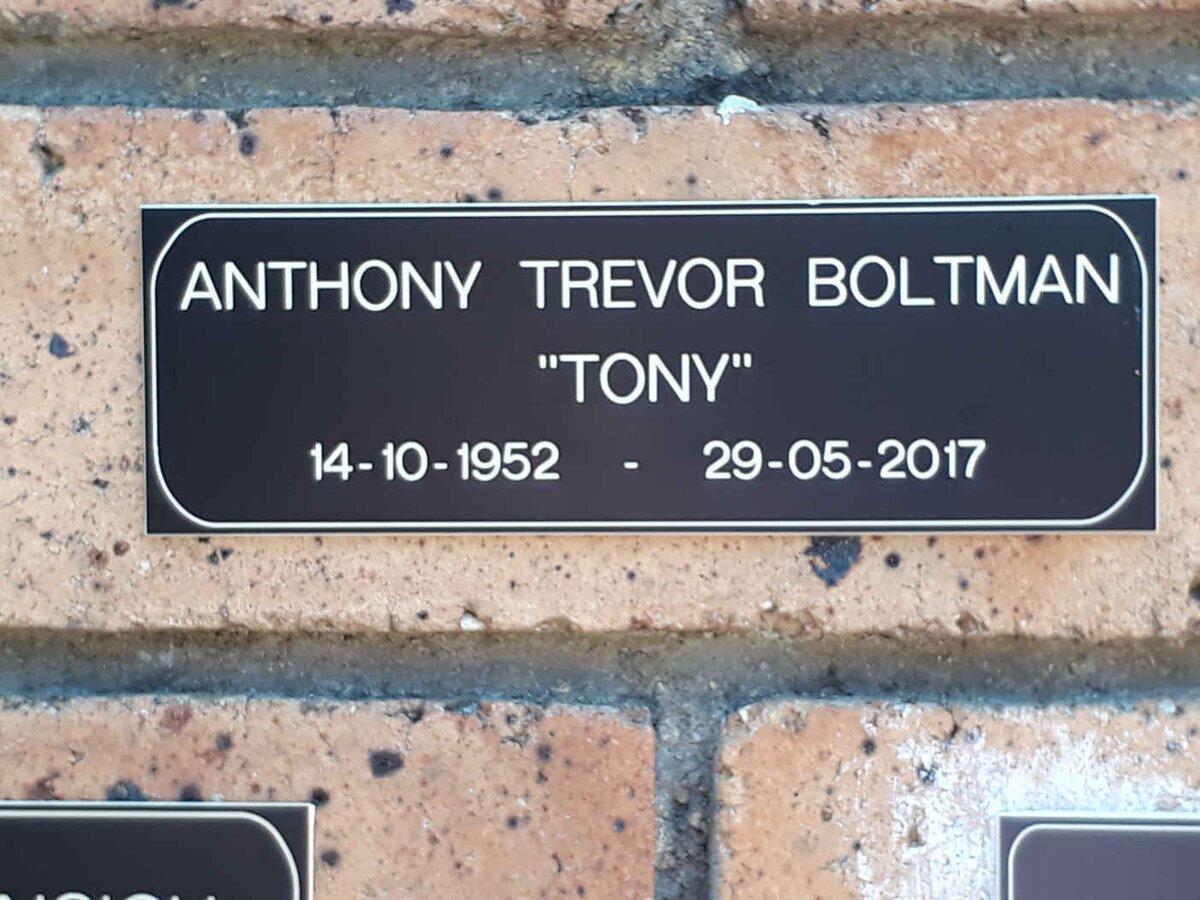 ANTHONY TREVOR BOLTMAN
"TONY"
14-10-1952 - 29-05-2017